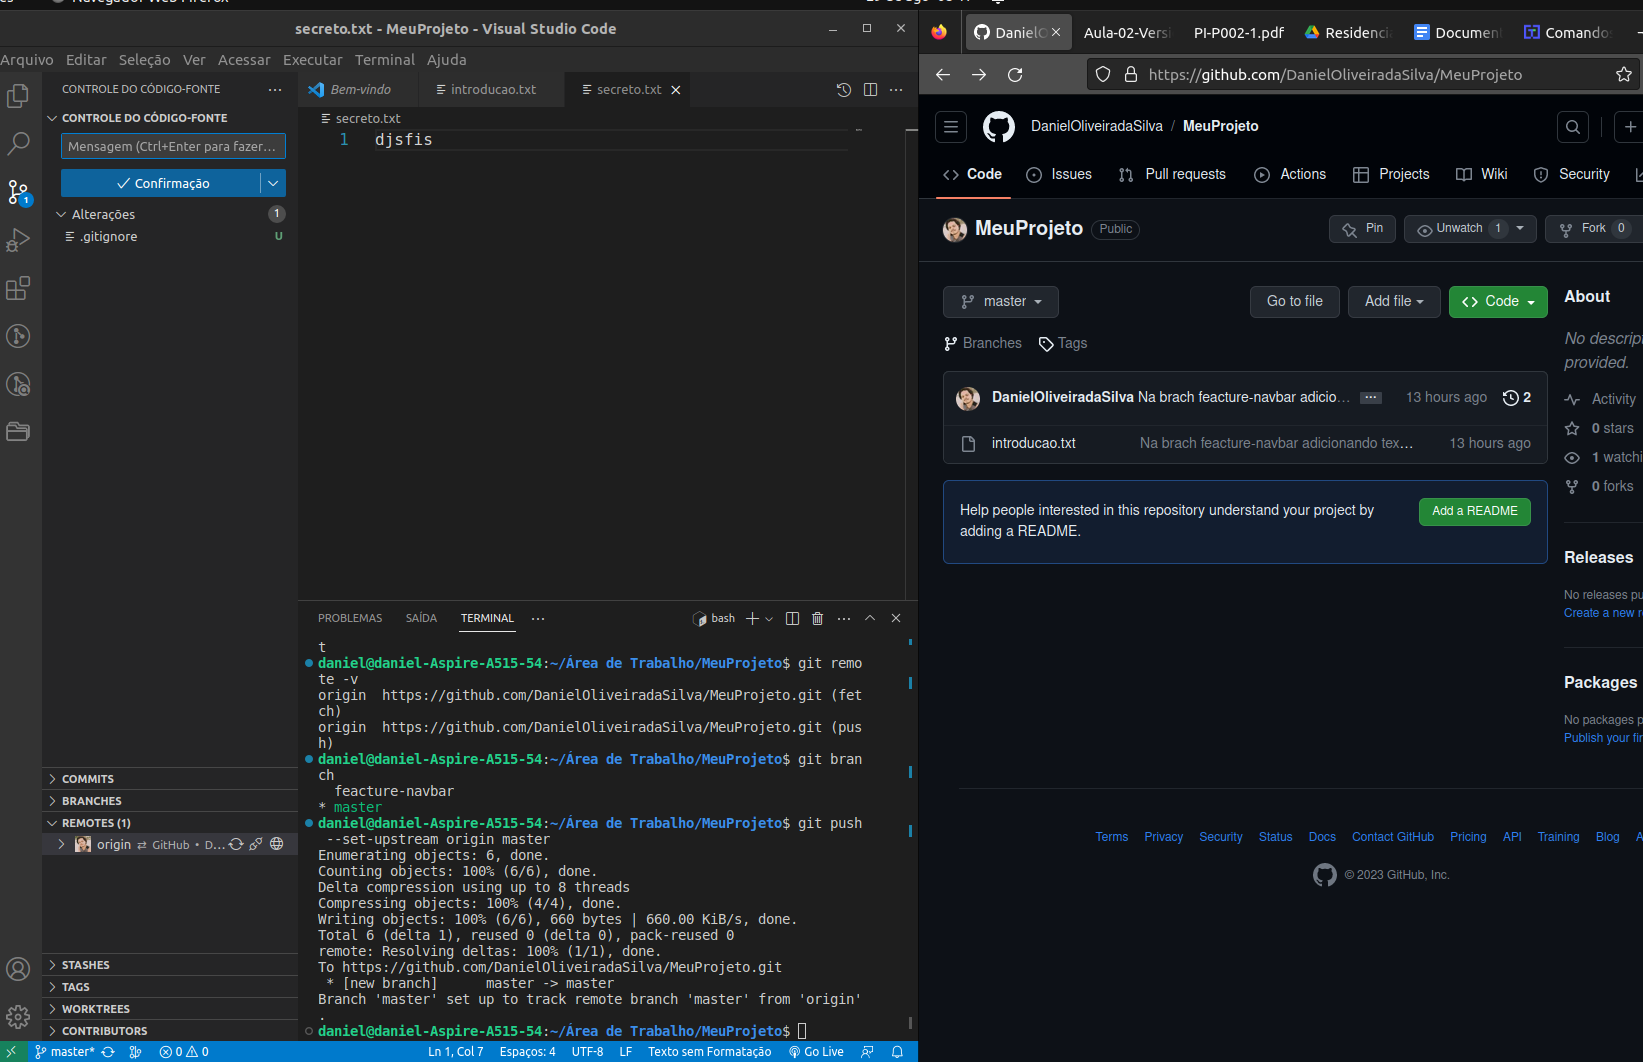 Navegador Web Firefox
secreto.txt - MeuProjeto - Visual Studio Code
Arquivo Editar Seleção Ver Acessar Executar Terminal Ajuda
CONTROLE DO CÓDIGO-FONTE
CONTROLE DO CÓDIGO-FONTE
Mensagem (Ctrl+Enter para fazer...
Confirmação
Alterações 1
.gitignore U
1
Bem-vindo introducao.txt secreto.txt
secreto.txt
1 djsfis
COMMITS
BRANCHES
REMOTES (1)
origin GitHub • D...
STASHES
TAGS
WORKTREES
CONTRIBUTORS
PROBLEMAS SAÍDA TERMINAL ... bash
t
daniel@daniel-Aspire-A515-54:~/Área de Trabalho/MeuProjeto$ git remo
te -v
origin  https://github.com/DanielOliveiradaSilva/MeuProjeto.git (fet
ch)
origin  https://github.com/DanielOliveiradaSilva/MeuProjeto.git (pus
h)
daniel@daniel-Aspire-A515-54:~/Área de Trabalho/MeuProjeto$ git bran
ch
feacture-navbar
* master
daniel@daniel-Aspire-A515-54:~/Área de Trabalho/MeuProjeto$ git push
--set-upstream origin master
Enumerating objects: 6, done.
Counting objects: 100% (6/6), done.
Delta compression using up to 8 threads
Compressing objects: 100% (4/4), done.
Writing objects: 100% (6/6), 660 bytes | 660.00 KiB/s, done.
Total 6 (delta 1), reused 0 (delta 0), pack-reused 0
remote: Resolving deltas: 100% (1/1), done.
To https://github.com/DanielOliveiradaSilva/MeuProjeto.git
* [new branch]      master -> master
Branch 'master' set up to track remote branch 'master' from 'origin'
.
daniel@daniel-Aspire-A515-54:~/Área de Trabalho/MeuProjeto$
master* 0 0 Ln 1, Col 7 Espaços: 4 UTF-8 LF Texto sem Formatação Go Live
DanielO Aula-02-Versi PI-P002-1.pdf Residencia Document Comandos
https://github.com/DanielOliveiradaSilva/MeuProjeto
DanielOliveiradaSilva / MeuProjeto
Code Issues Pull requests Actions Projects Wiki Security
MeuProjeto Public Pin Unwatch 1 Fork 0
master Go to file Add file Code
Branches Tags
DanielOliveiradaSilva Na brach feacture-navbar adicio... ... 13 hours ago 2
introducao.txt Na brach feacture-navbar adicionando tex... 13 hours ago
Help people interested in this repository understand your project by
adding a README.
Add a README
About
No descript
provided.
Activity
0 stars
1 watchi
0 forks
Releases
No releases pu
Create a new r
Packages
No packages p
Publish your fir
Terms Privacy Security Status Docs Contact GitHub Pricing API Training Blog A
© 2023 GitHub, Inc.